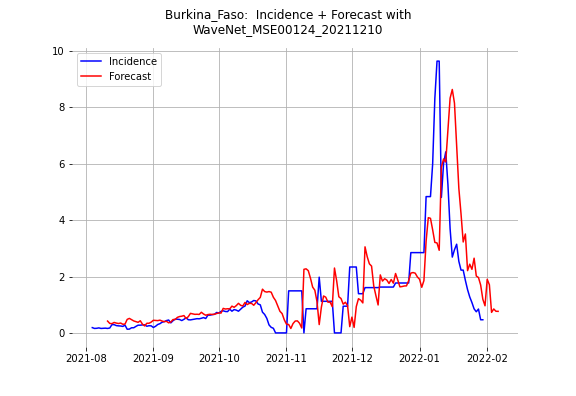 Burkina_Faso:  Incidence + Forecast with
WaveNet_MSE00124_20211210
Incidence
Forecast
10
8
6
4
2
0
2021-08 2021-09 2021-10 2021-11 2021-12 2022-01 2022-02